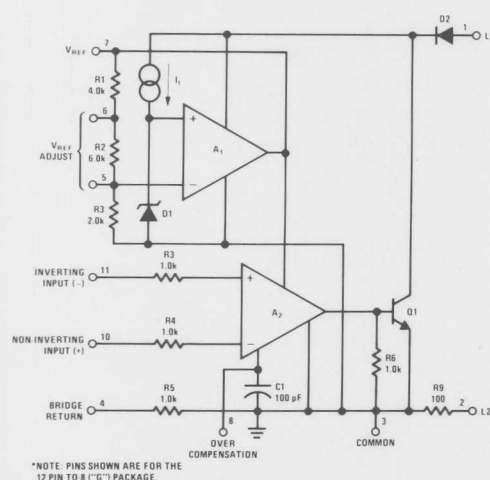 D2
1
L1
7
VREF
R1
4.0k
I1
6
+
A1
VREF
ADJUST
R2
6.0k
5
−
R3
2.0k
D1
INVERTING
INPUT (−)
11
R3
1.0k
+
A2
Q1
NON-INVERTING
INPUT (+)
10
R4
1.0k
−
R6
1.0k
BRIDGE
RETURN
4
R5
1.0k
C1
100 pF
R9
100
2
L2
8
OVER
COMPENSATION
3
COMMON
*NOTE: PINS SHOWN ARE FOR THE
12 PIN TO-8 ("G") PACKAGE.